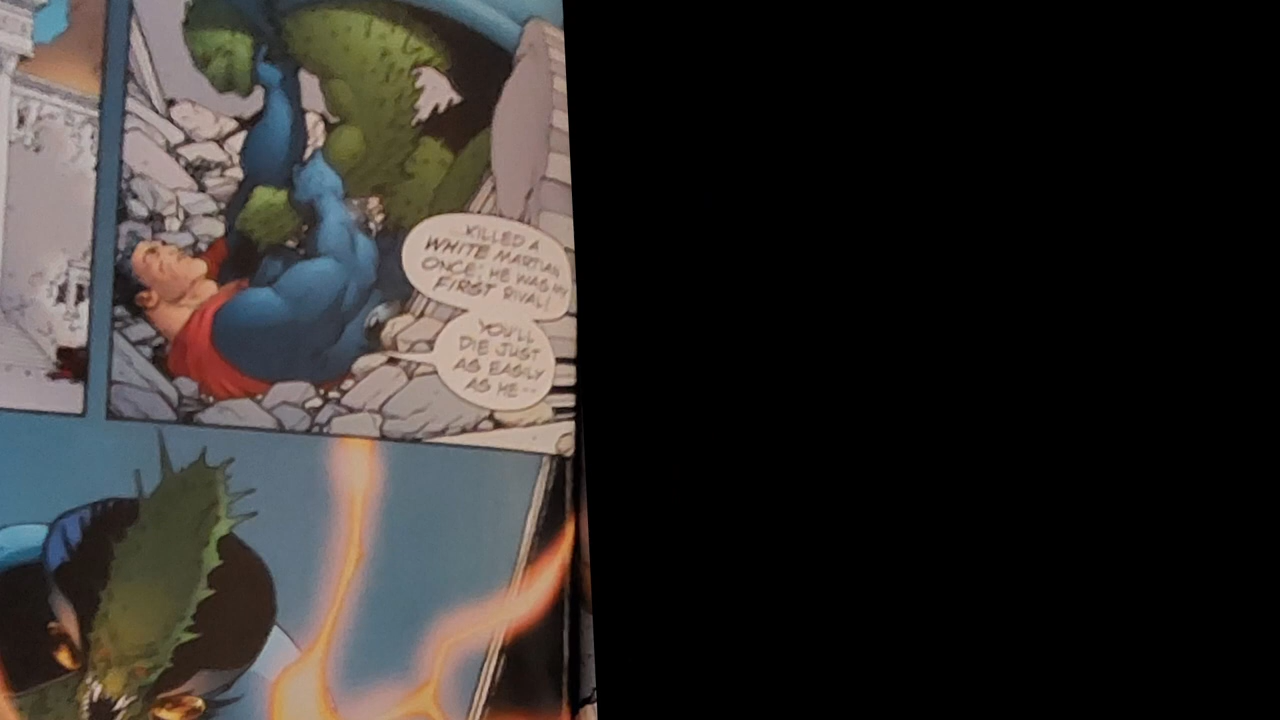 KILLED A
WHITE MARTIAN
ONCE: HE WAS MY
FIRST RIVAL!
YOU'LL
DIE JUST
AS EASILY
AS HE--